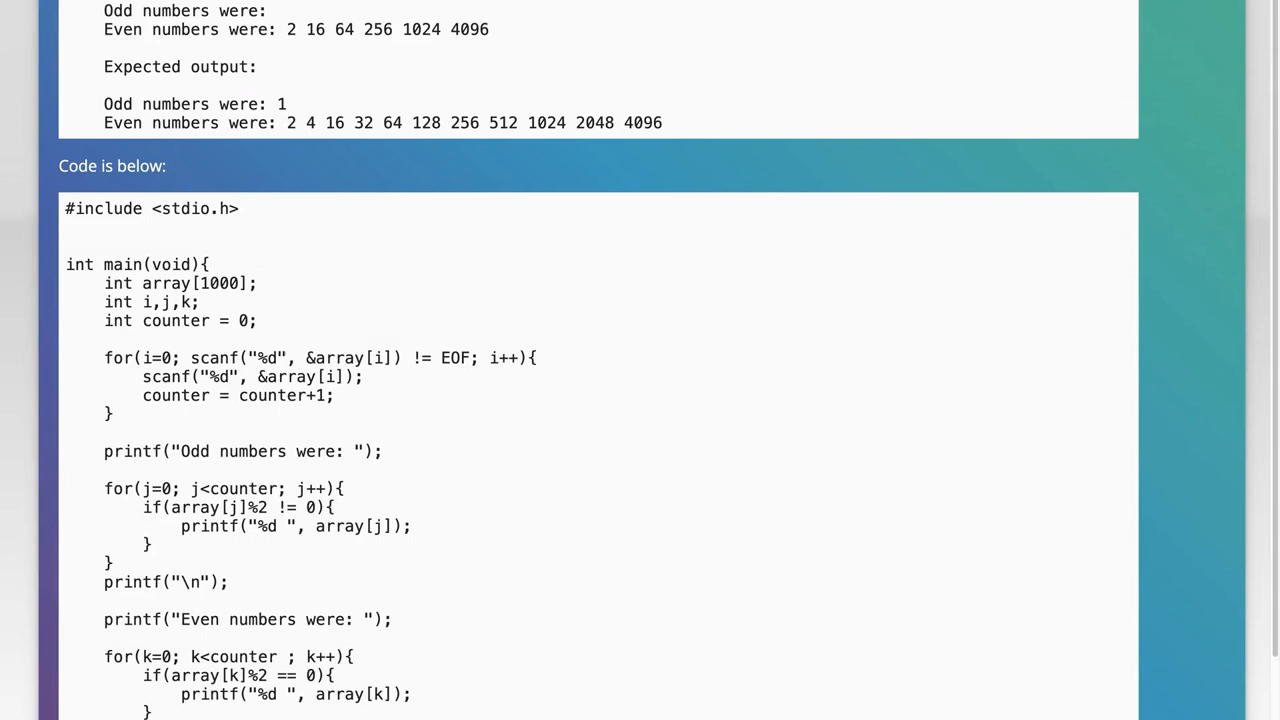 Odd numbers were:
Even numbers were: 2 16 64 256 1024 4096
Expected output:
Odd numbers were: 1
Even numbers were: 2 4 16 32 64 128 256 512 1024 2048 4096
Code is below:
#include <stdio.h>
int main(void){
    int array[1000];
    int i,j,k;
    int counter = 0;
    for(i=0; scanf("%d", &array[i]) != EOF; i++){
        scanf("%d", &array[i]);
        counter = counter+1;
    }
    printf("Odd numbers were: ");
    for(j=0; j<counter; j++){
        if(array[j]%2 != 0){
            printf("%d ", array[j]);
        }
    }
    printf("\n");
    printf("Even numbers were: ");
    for(k=0; k<counter ; k++){
        if(array[k]%2 == 0){
            printf("%d ", array[k]);
        }